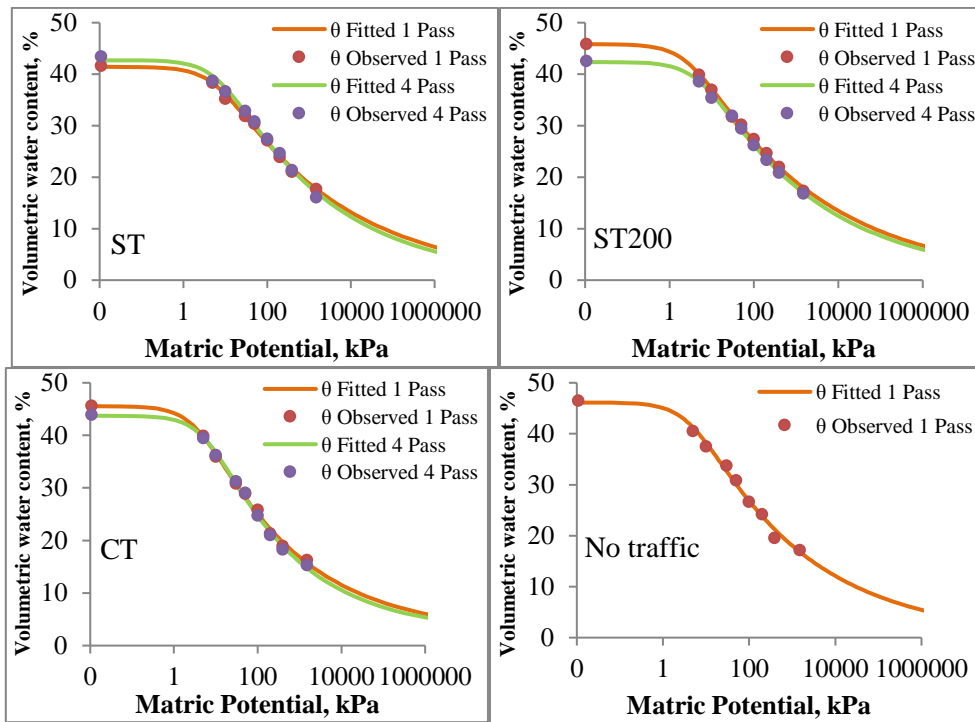 Volumetric water content, %
50
40
30
20
10
0
θ Fitted 1 Pass
θ Observed 1 Pass
θ Fitted 4 Pass
θ Observed 4 Pass
ST
0 1 100 10000 1000000
Matric Potential, kPa
Volumetric water content, %
50
40
30
20
10
0
θ Fitted 1 Pass
θ Observed 1 Pass
θ Fitted 4 Pass
θ Observed 4 Pass
ST200
0 1 100 10000 1000000
Matric Potential, kPa
Volumetric water content, %
50
40
30
20
10
0
θ Fitted 1 Pass
θ Observed 1 Pass
θ Fitted 4 Pass
θ Observed 4 Pass
CT
0 1 100 10000 1000000
Matric Potential, kPa
Volumetric water content, %
50
40
30
20
10
0
θ Fitted 1 Pass
θ Observed 1 Pass
No traffic
0 1 100 10000 1000000
Matric Potential, kPa